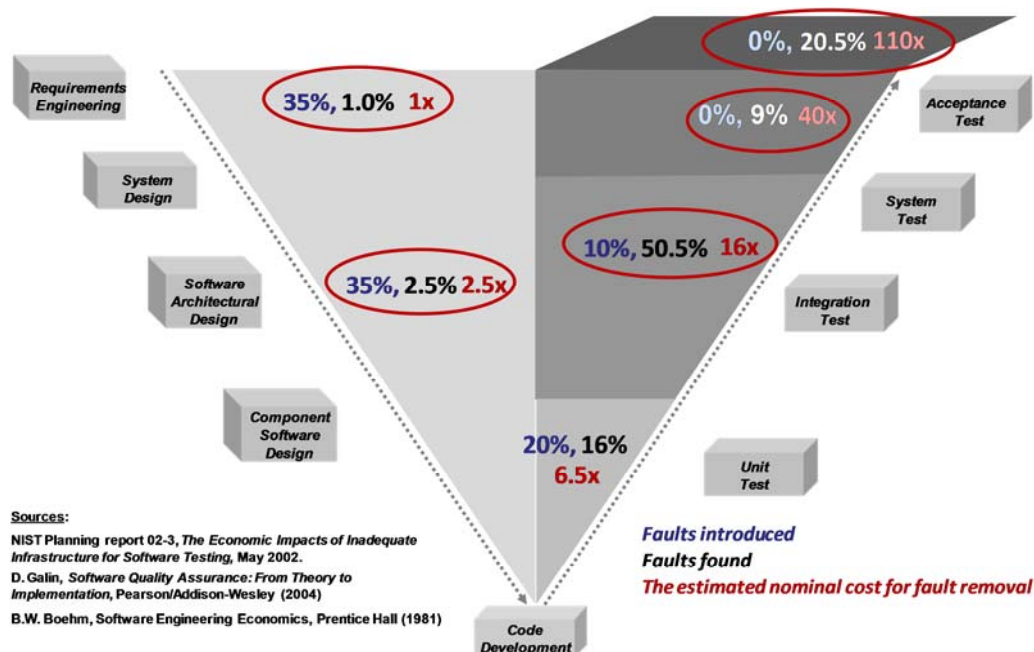 0%, 20.5% 110x
Requirements
Engineering
35%, 1.0% 1x
0%, 9% 40x
Acceptance
Test
System
Design
System
Test
10%, 50.5% 16x
Software
Architectural
Design
35%, 2.5% 2.5x
Integration
Test
Component
Software
Design
20%, 16%
6.5x
Unit
Test
Sources:
NIST Planning report 02-3, The Economic Impacts of Inadequate
Infrastructure for Software Testing, May 2002.
D. Galin, Software Quality Assurance: From Theory to
Implementation, Pearson/Addison-Wesley (2004)
B.W. Boehm, Software Engineering Economics, Prentice Hall (1981)
Faults introduced
Faults found
The estimated nominal cost for fault removal
Code
Development